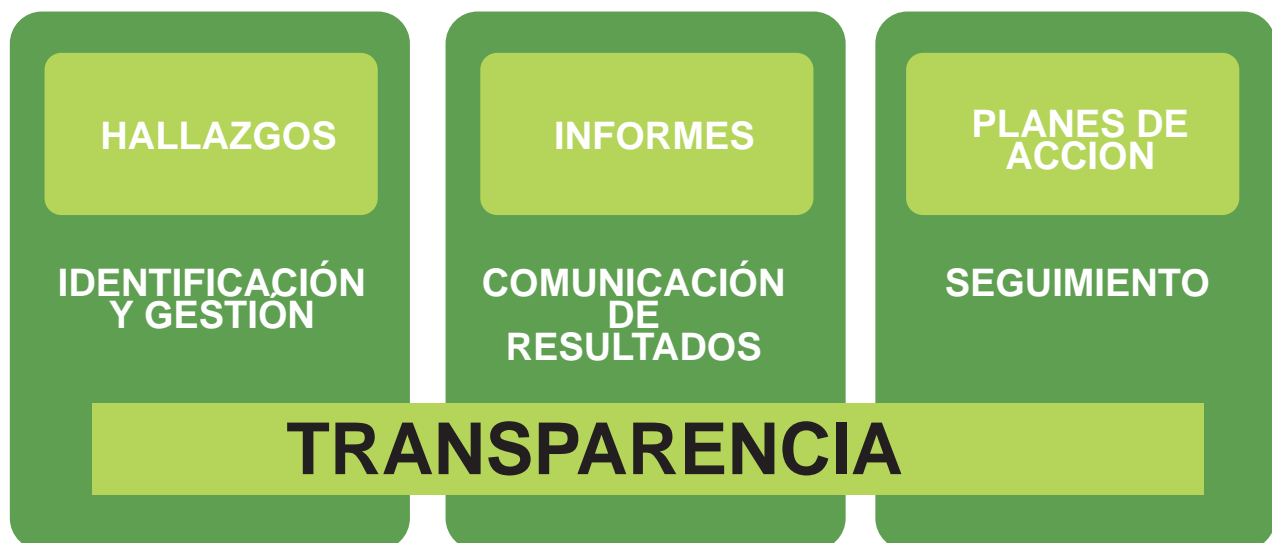 HALLAZGOS
IDENTIFICACIÓN
Y GESTIÓN
INFORMES
COMUNICACIÓN
DE
RESULTADOS
PLANES DE
ACCION
SEGUIMIENTO
TRANSPARENCIA